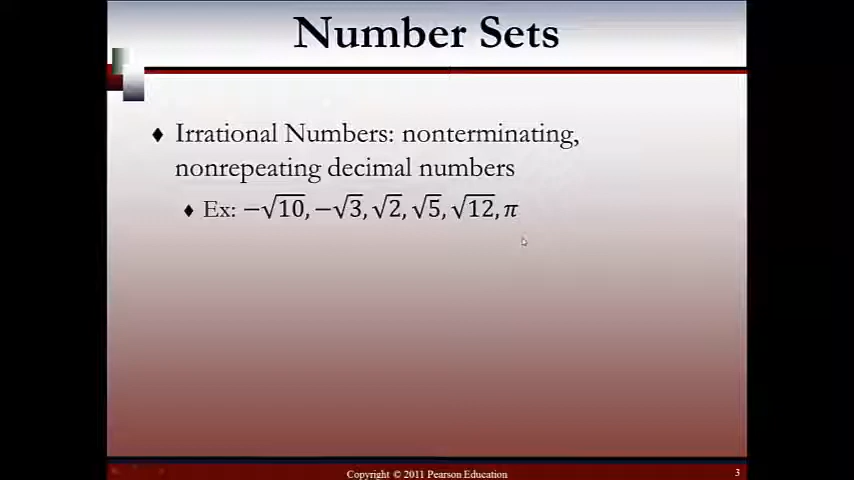 Number Sets
♦ Irrational Numbers: nonterminating,
nonrepeating decimal numbers
♦ Ex: −√10, −√3, √2, √5, √12, π
Copyright © 2011 Pearson Education
3